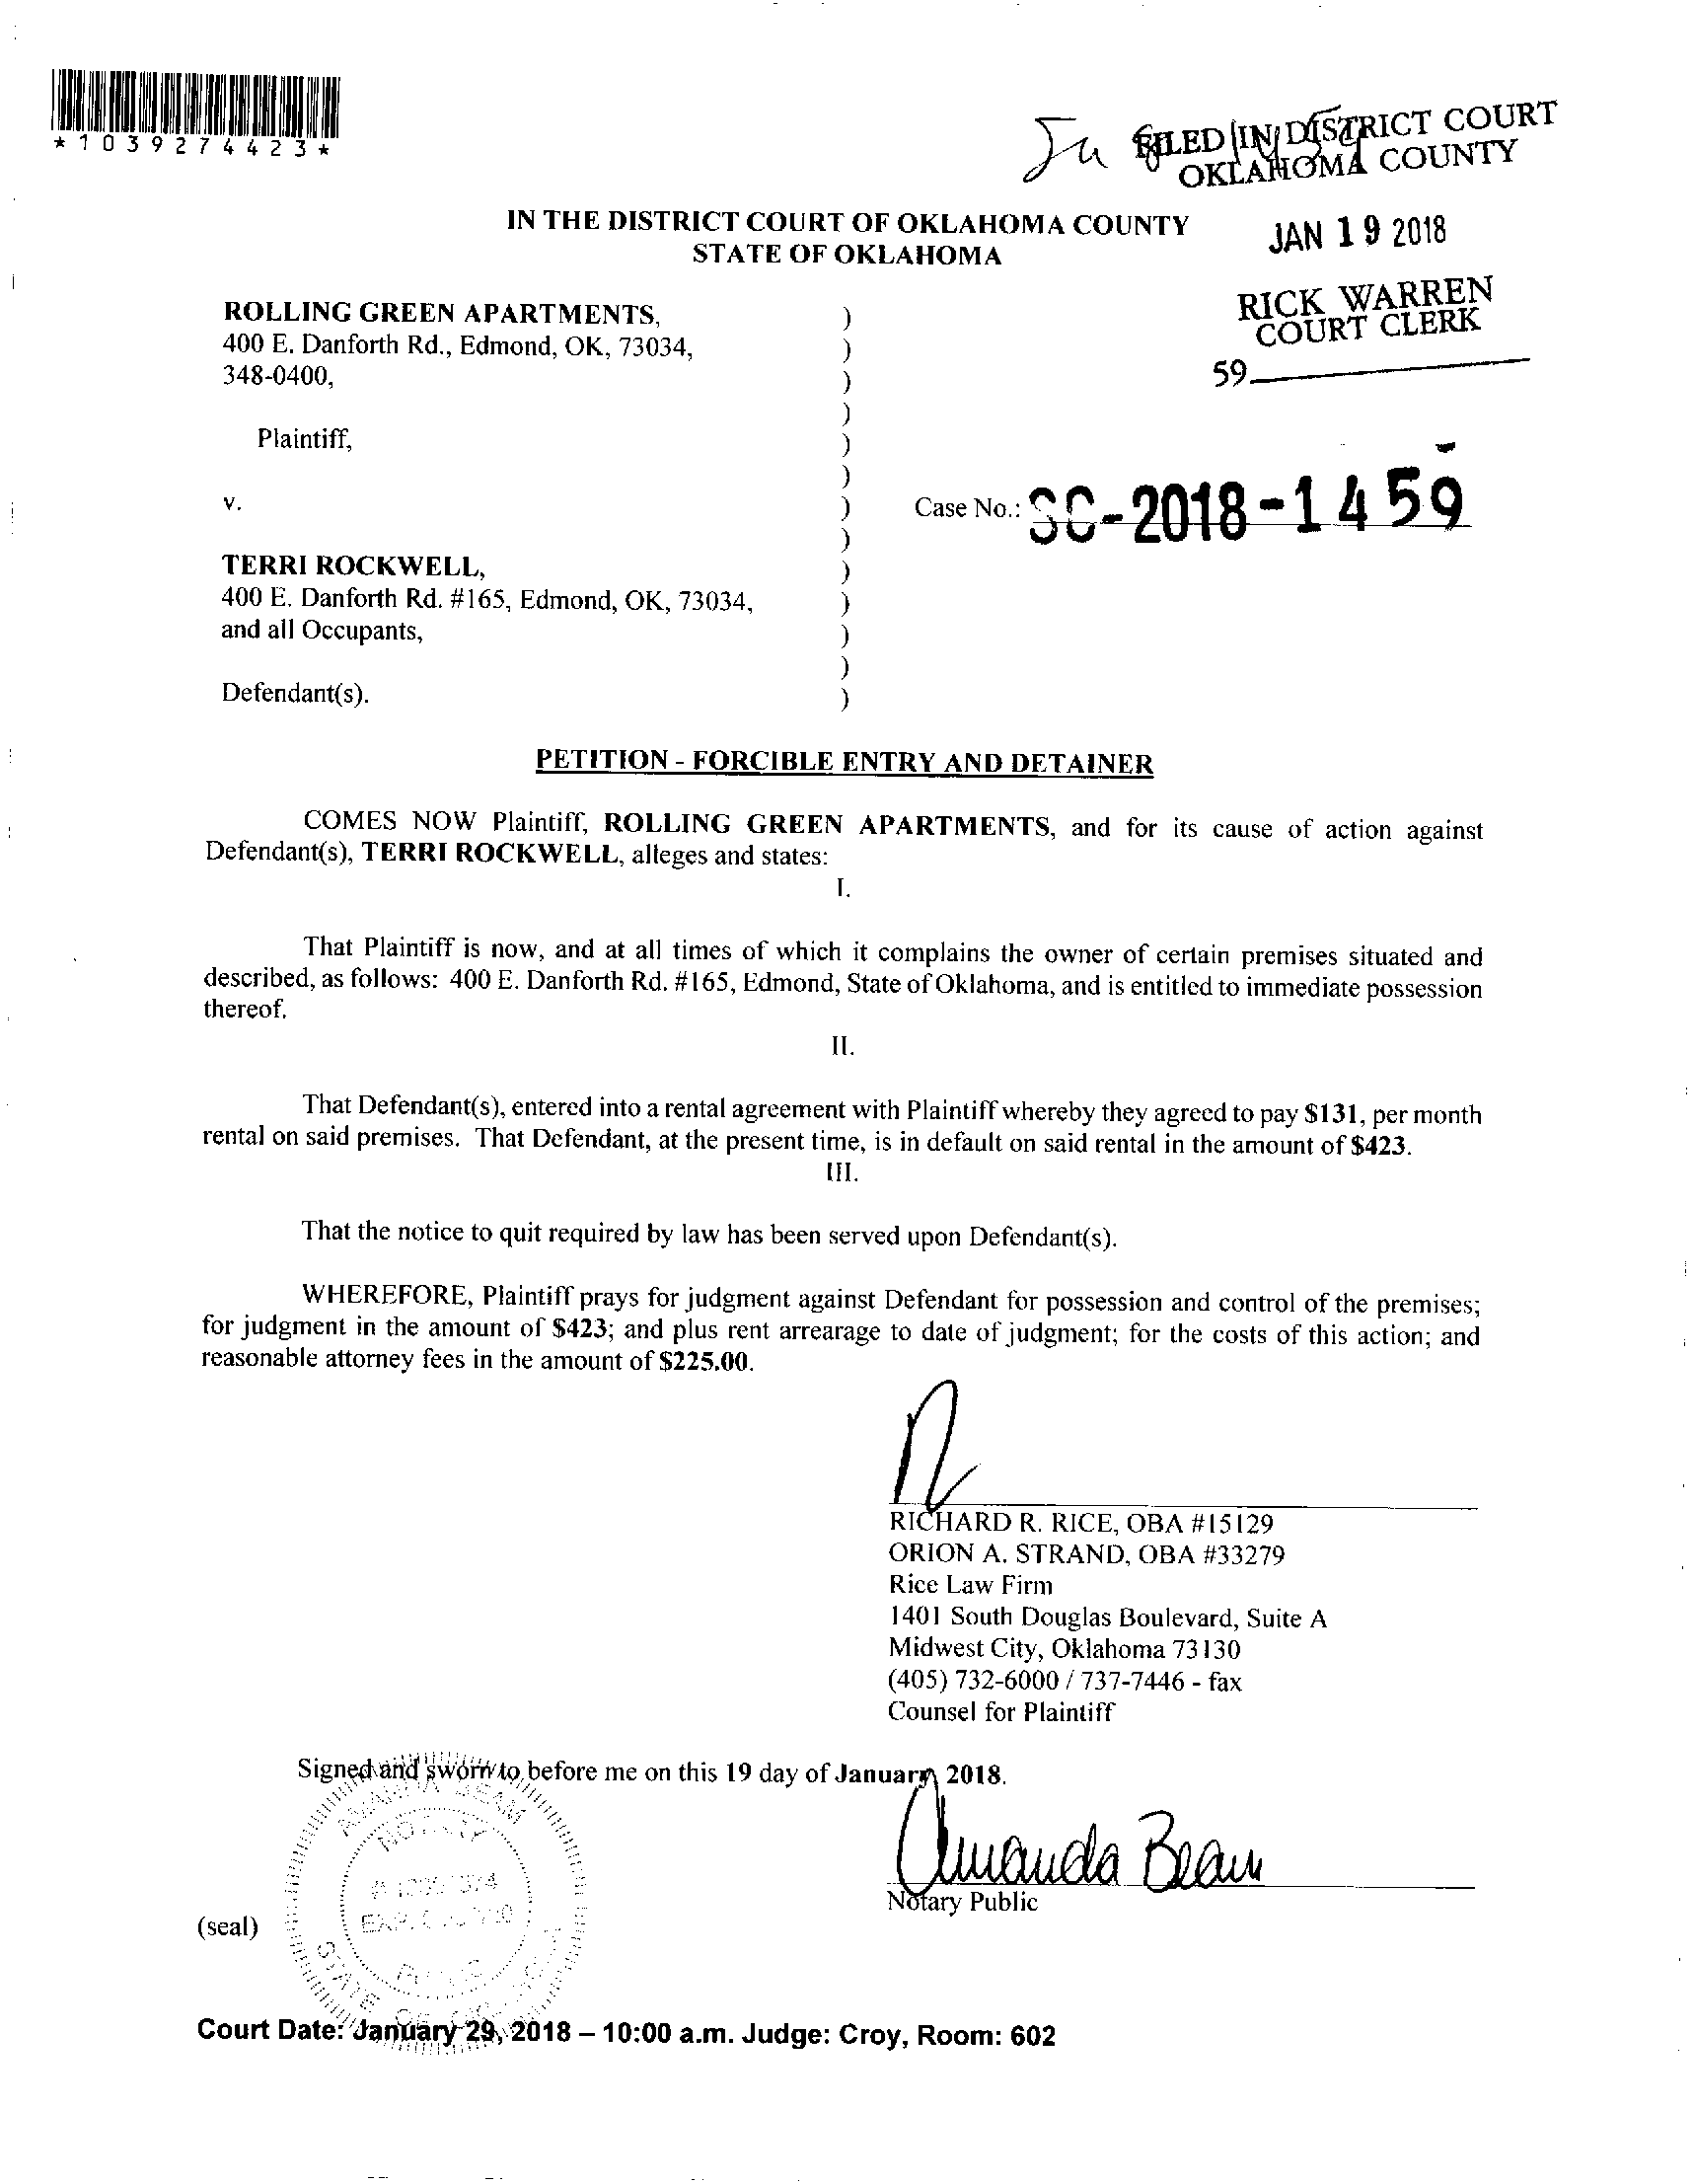 *1039274423*
FILED IN DISTRICT COURT
OKLAHOMA COUNTY
IN THE DISTRICT COURT OF OKLAHOMA COUNTY
STATE OF OKLAHOMA
JAN 19 2018
RICK WARREN
COURT CLERK
59
ROLLING GREEN APARTMENTS, )
400 E. Danforth Rd., Edmond, OK, 73034, )
348-0400, )
)
Plaintiff, )
)
v. )
Case No.: SC-2018-1459
)
TERRI ROCKWELL, )
400 E. Danforth Rd. #165, Edmond, OK, 73034, )
and all Occupants, )
)
Defendant(s). )
PETITION - FORCIBLE ENTRY AND DETAINER
COMES NOW Plaintiff, ROLLING GREEN APARTMENTS, and for its cause of action against
Defendant(s), TERRI ROCKWELL, alleges and states:
I.
That Plaintiff is now, and at all times of which it complains the owner of certain premises situated and
described, as follows: 400 E. Danforth Rd. #165, Edmond, State of Oklahoma, and is entitled to immediate possession
thereof.
II.
That Defendant(s), entered into a rental agreement with Plaintiff whereby they agreed to pay $131, per month
rental on said premises. That Defendant, at the present time, is in default on said rental in the amount of $423.
III.
That the notice to quit required by law has been served upon Defendant(s).
WHEREFORE, Plaintiff prays for judgment against Defendant for possession and control of the premises;
for judgment in the amount of $423; and plus rent arrearage to date of judgment; for the costs of this action; and
reasonable attorney fees in the amount of $225.00.
RICHARD R. RICE, OBA #15129
ORION A. STRAND, OBA #33279
Rice Law Firm
1401 South Douglas Boulevard, Suite A
Midwest City, Oklahoma 73130
(405) 732-6000 / 737-7446 - fax
Counsel for Plaintiff
Signed and sworn to before me on this 19 day of January 2018.
Amanda Beam
Notary Public
(seal)
AMANDA BEAM
NOTARY
STATE OF
Court Date: January 29, 2018 – 10:00 a.m. Judge: Croy, Room: 602